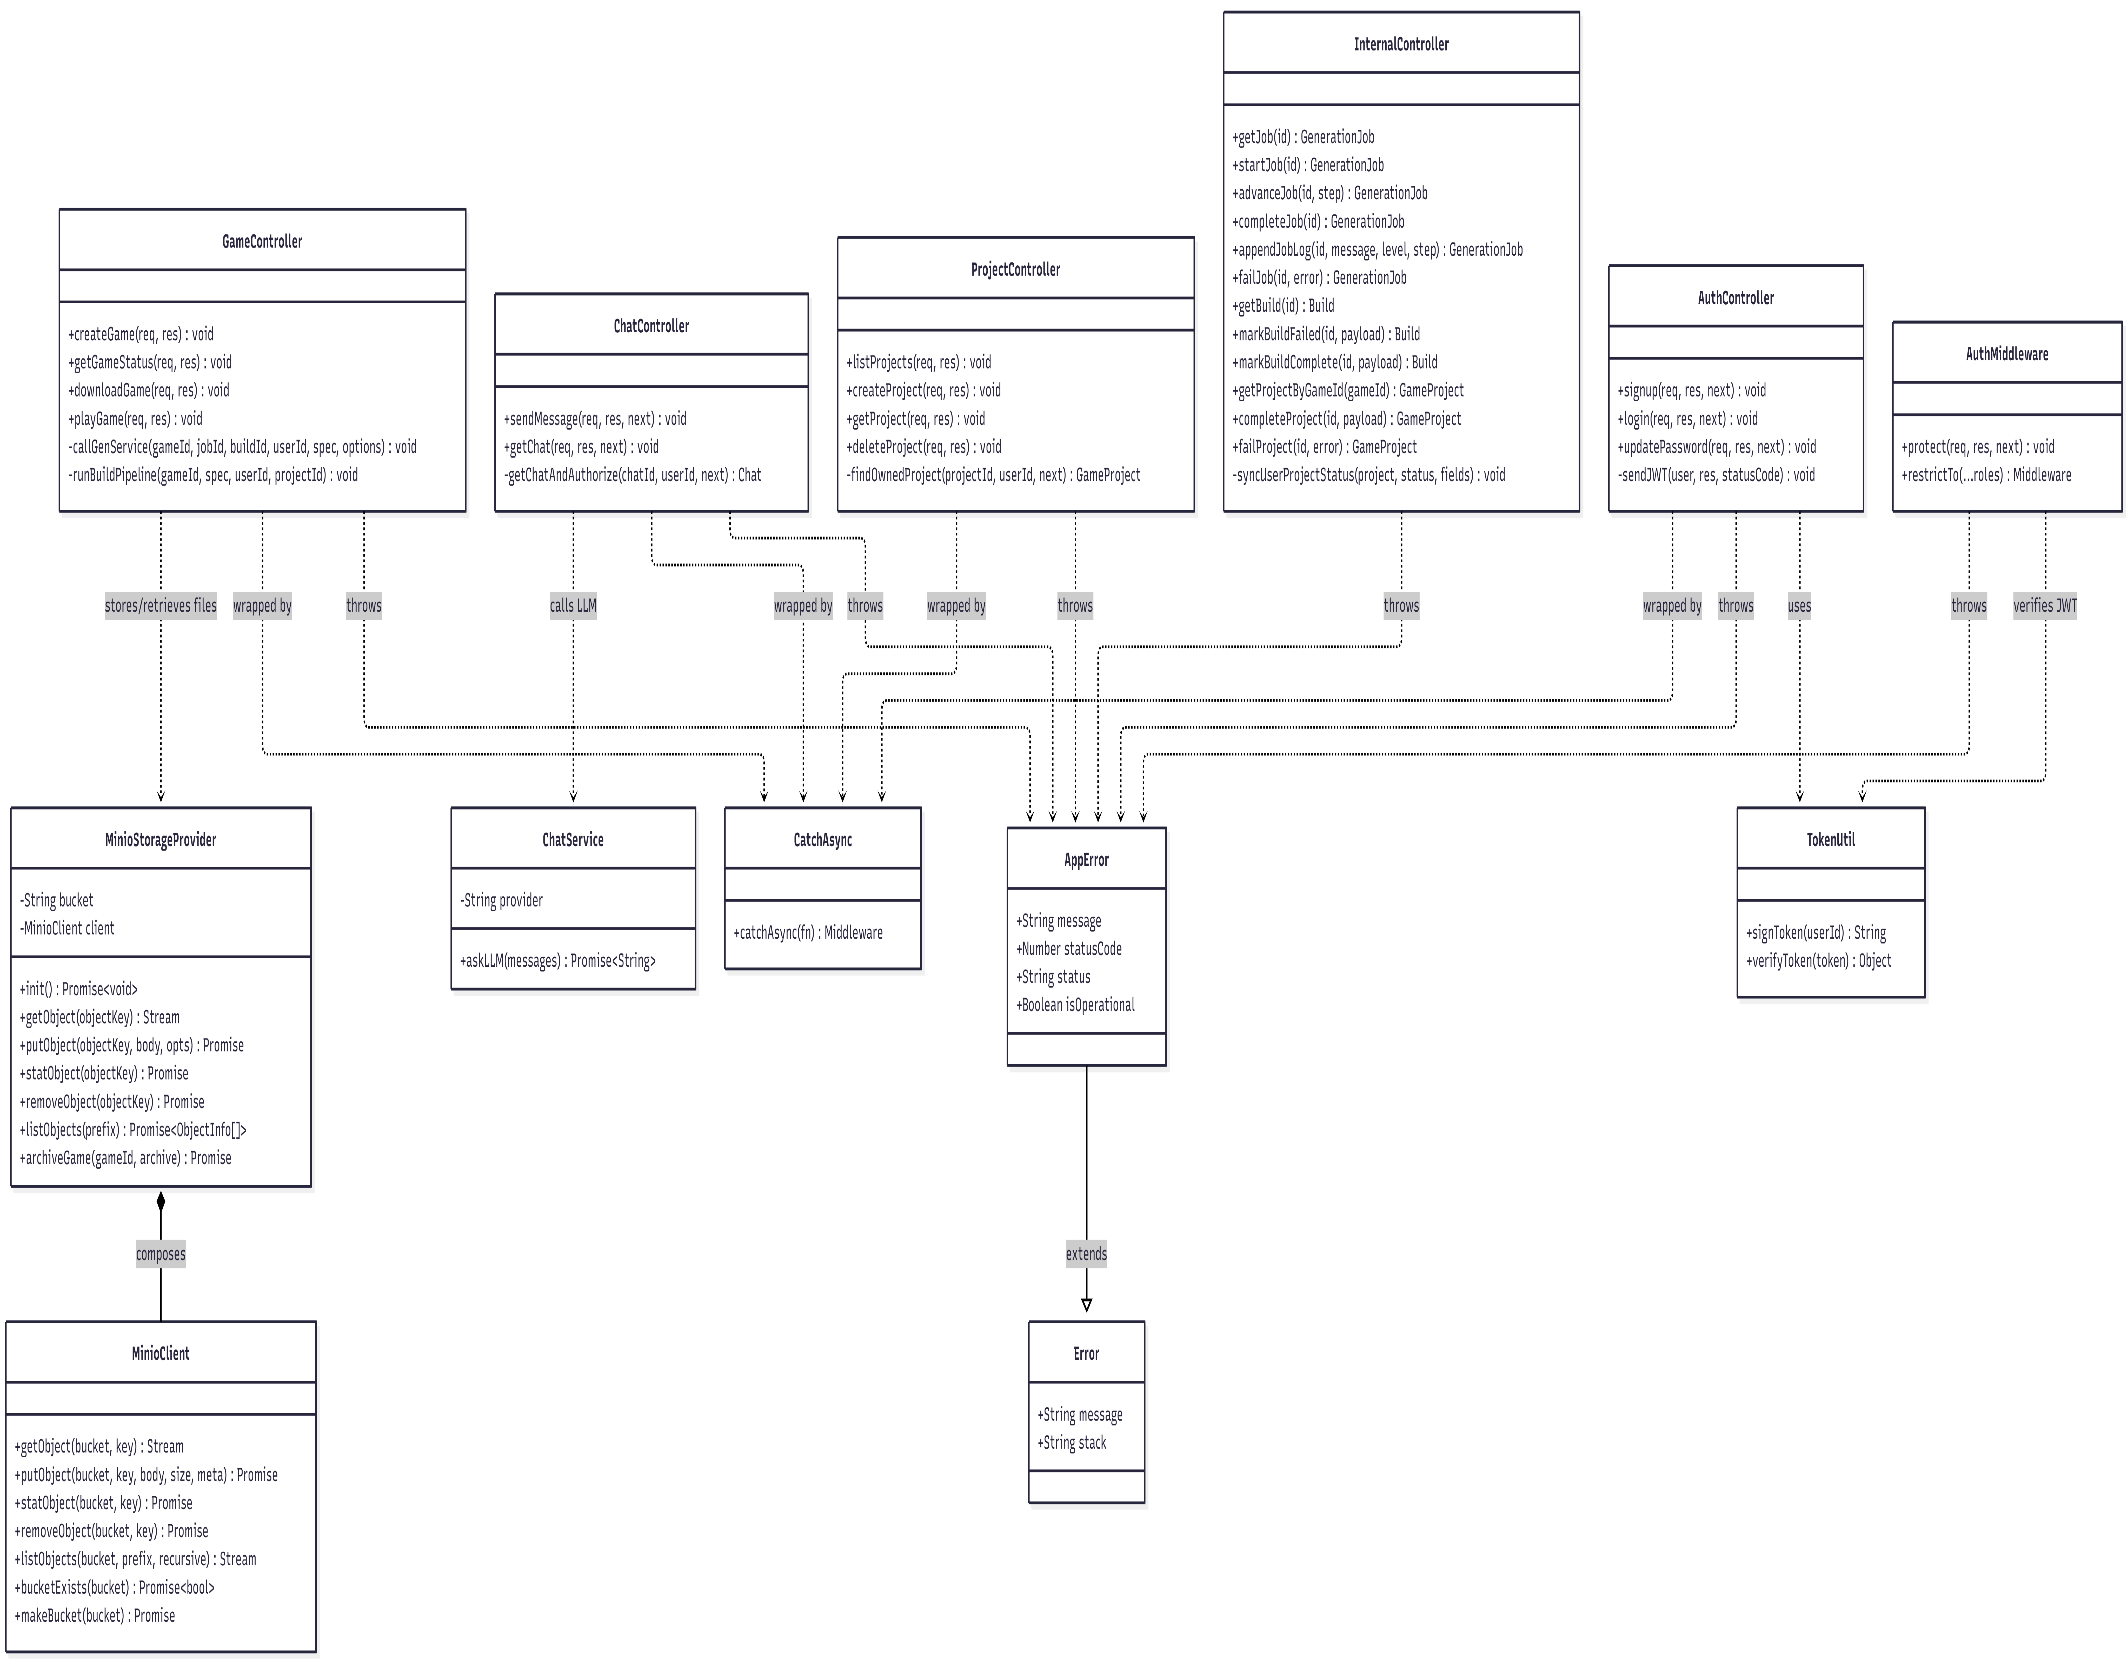 InternalController
+getJob(id) : GenerationJob
+startJob(id) : GenerationJob
+advanceJob(id, step) : GenerationJob
+completeJob(id) : GenerationJob
+appendJobLog(id, message, level, step) : GenerationJob
+failJob(id, error) : GenerationJob
+getBuild(id) : Build
+markBuildFailed(id, payload) : Build
+markBuildComplete(id, payload) : Build
+getProjectByGameId(gameId) : GameProject
+completeProject(id, payload) : GameProject
+failProject(id, error) : GameProject
-syncUserProjectStatus(project, status, fields) : void
GameController
+createGame(req, res) : void
+getGameStatus(req, res) : void
+downloadGame(req, res) : void
+playGame(req, res) : void
-callGenService(gameId, jobId, buildId, userId, spec, options) : void
-runBuildPipeline(gameId, spec, userId, projectId) : void
ChatController
+sendMessage(req, res, next) : void
+getChat(req, res, next) : void
-getChatAndAuthorize(chatId, userId, next) : Chat
ProjectController
+listProjects(req, res) : void
+createProject(req, res) : void
+getProject(req, res) : void
+deleteProject(req, res) : void
-findOwnedProject(projectId, userId, next) : GameProject
AuthController
+signup(req, res, next) : void
+login(req, res, next) : void
+updatePassword(req, res, next) : void
-sendJWT(user, res, statusCode) : void
AuthMiddleware
+protect(req, res, next) : void
+restrictTo(...roles) : Middleware
stores/retrieves files
wrapped by
throws
calls LLM
wrapped by
throws
wrapped by
throws
throws
wrapped by
throws
uses
throws
verifies JWT
MinioStorageProvider
-String bucket
-MinioClient client
+init() : Promise<void>
+getObject(objectKey) : Stream
+putObject(objectKey, body, opts) : Promise
+statObject(objectKey) : Promise
+removeObject(objectKey) : Promise
+listObjects(prefix) : Promise<ObjectInfo[]>
+archiveGame(gameId, archive) : Promise
ChatService
-String provider
+askLLM(messages) : Promise<String>
CatchAsync
+catchAsync(fn) : Middleware
AppError
+String message
+Number statusCode
+String status
+Boolean isOperational
TokenUtil
+signToken(userId) : String
+verifyToken(token) : Object
composes
extends
MinioClient
+getObject(bucket, key) : Stream
+putObject(bucket, key, body, size, meta) : Promise
+statObject(bucket, key) : Promise
+removeObject(bucket, key) : Promise
+listObjects(bucket, prefix, recursive) : Stream
+bucketExists(bucket) : Promise<bool>
+makeBucket(bucket) : Promise
Error
+String message
+String stack